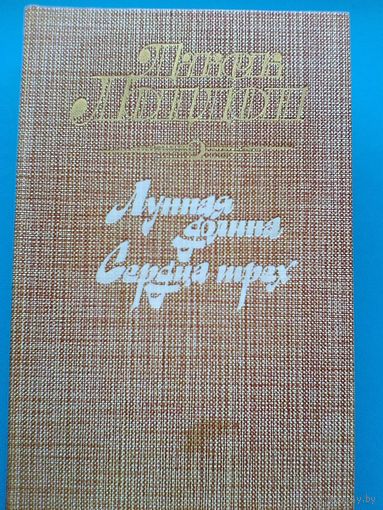 Джек
Лондон
Лунная
долина
Сердца трех